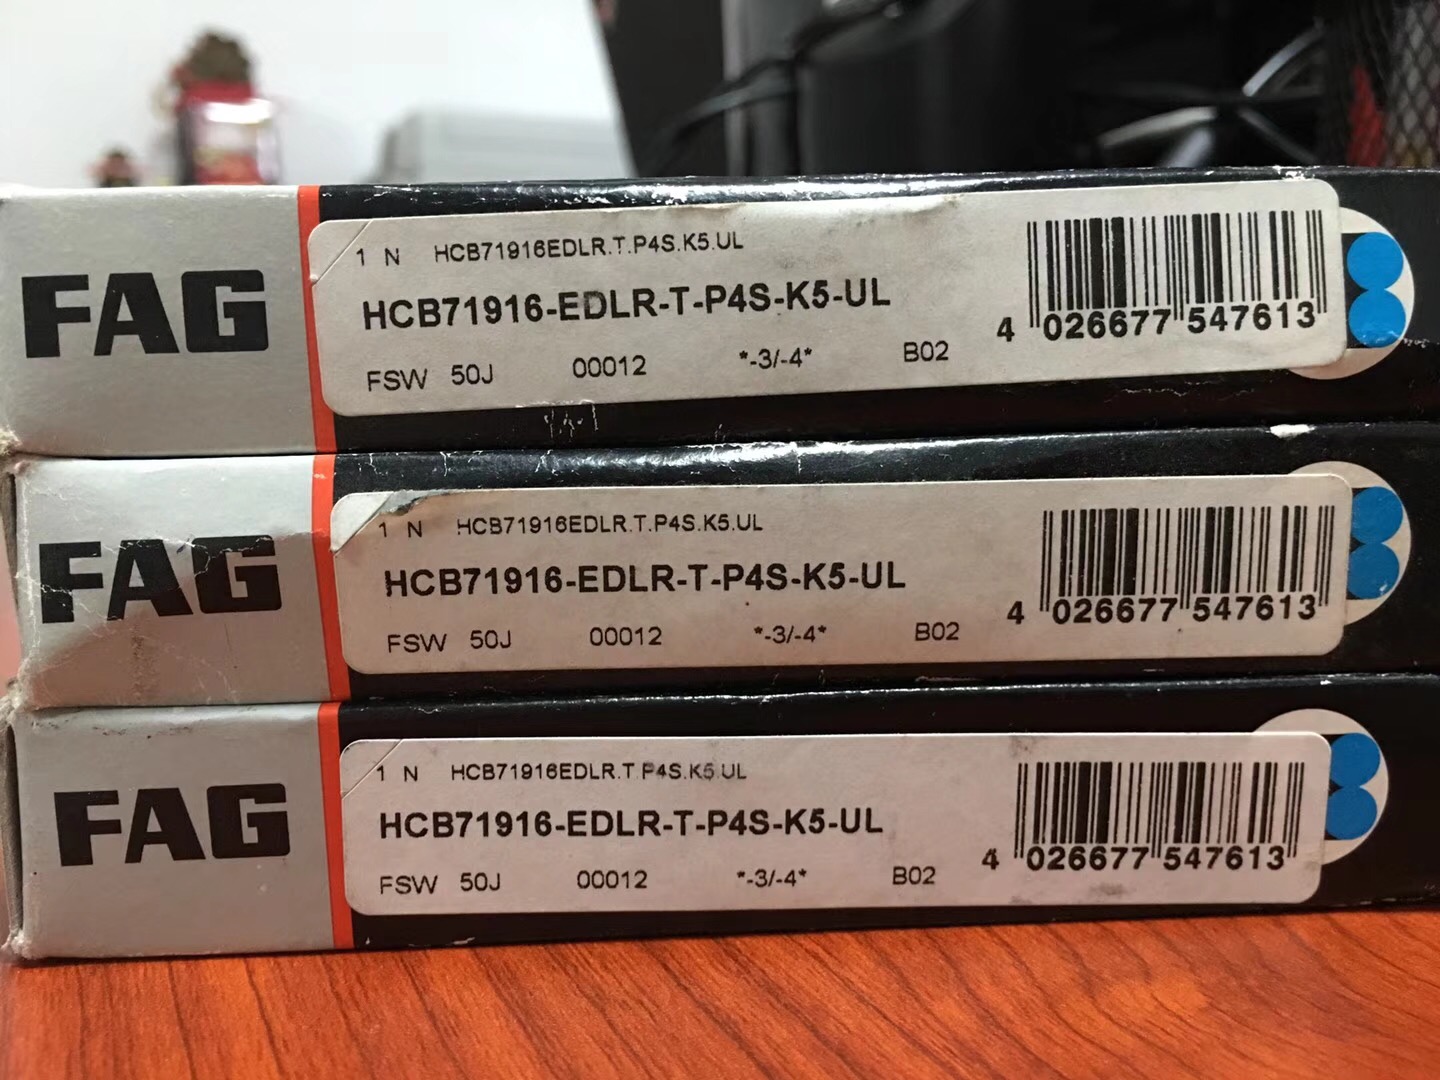 FAG
1 N HCB71916EDLR.T.P4S.K5.UL
HCB71916-EDLR-T-P4S-K5-UL
FSW 50J 00012 *-3/-4* B02
4 026677 547613
FAG
1 N HCB71916EDLR.T.P4S.K5.UL
HCB71916-EDLR-T-P4S-K5-UL
FSW 50J 00012 *-3/-4* B02
4 026677 547613
FAG
1 N HCB71916EDLR.T.P4S.K5.UL
HCB71916-EDLR-T-P4S-K5-UL
FSW 50J 00012 *-3/-4* B02
4 026677 547613